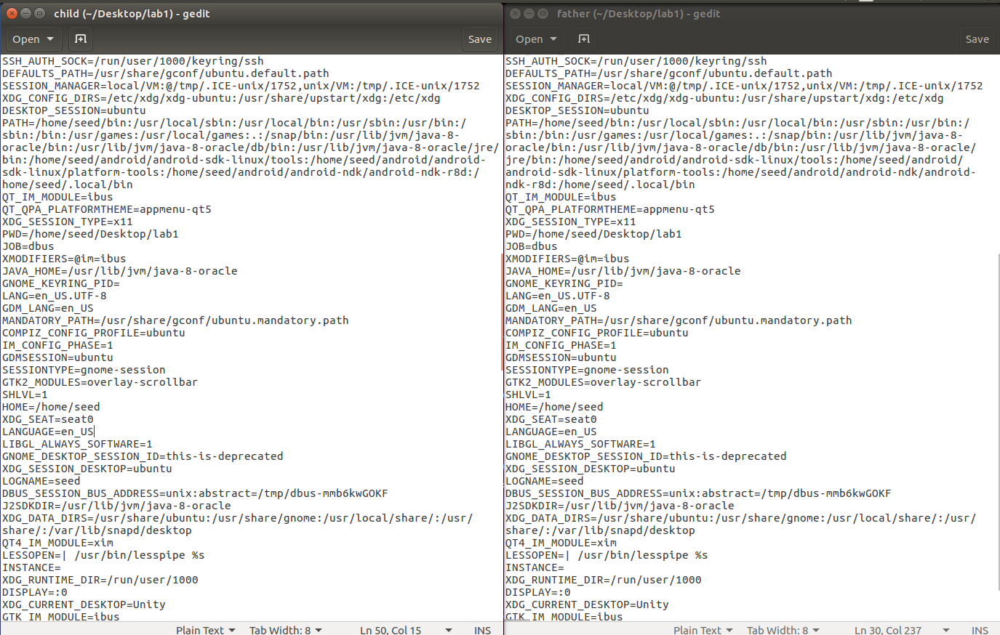 child (~/Desktop/lab1) - gedit
Open
Save
SSH_AUTH_SOCK=/run/user/1000/keyring/ssh
DEFAULTS_PATH=/usr/share/gconf/ubuntu.default.path
SESSION_MANAGER=local/VM:@/tmp/.ICE-unix/1752,unix/VM:/tmp/.ICE-unix/1752
XDG_CONFIG_DIRS=/etc/xdg/xdg-ubuntu:/usr/share/upstart/xdg:/etc/xdg
DESKTOP_SESSION=ubuntu
PATH=/home/seed/bin:/usr/local/sbin:/usr/local/bin:/usr/sbin:/usr/bin:/
sbin:/bin:/usr/games:/usr/local/games:.:/snap/bin:/usr/lib/jvm/java-8-
oracle/bin:/usr/lib/jvm/java-8-oracle/db/bin:/usr/lib/jvm/java-8-oracle/jre/
bin:/home/seed/android/android-sdk-linux/tools:/home/seed/android/android-
sdk-linux/platform-tools:/home/seed/android/android-ndk/android-ndk-r8d:/
home/seed/.local/bin
QT_IM_MODULE=ibus
QT_QPA_PLATFORMTHEME=appmenu-qt5
XDG_SESSION_TYPE=x11
PWD=/home/seed/Desktop/lab1
JOB=dbus
XMODIFIERS=@im=ibus
JAVA_HOME=/usr/lib/jvm/java-8-oracle
GNOME_KEYRING_PID=
LANG=en_US.UTF-8
GDM_LANG=en_US
MANDATORY_PATH=/usr/share/gconf/ubuntu.mandatory.path
COMPIZ_CONFIG_PROFILE=ubuntu
IM_CONFIG_PHASE=1
GDMSESSION=ubuntu
SESSIONTYPE=gnome-session
GTK2_MODULES=overlay-scrollbar
SHLVL=1
HOME=/home/seed
XDG_SEAT=seat0
LANGUAGE=en_US
LIBGL_ALWAYS_SOFTWARE=1
GNOME_DESKTOP_SESSION_ID=this-is-deprecated
XDG_SESSION_DESKTOP=ubuntu
LOGNAME=seed
DBUS_SESSION_BUS_ADDRESS=unix:abstract=/tmp/dbus-mmb6kwGOKF
J2SDKDIR=/usr/lib/jvm/java-8-oracle
XDG_DATA_DIRS=/usr/share/ubuntu:/usr/share/gnome:/usr/local/share/:/usr/
share/:/var/lib/snapd/desktop
QT4_IM_MODULE=xim
LESSOPEN=| /usr/bin/lesspipe %s
INSTANCE=
XDG_RUNTIME_DIR=/run/user/1000
DISPLAY=:0
XDG_CURRENT_DESKTOP=Unity
GTK_IM_MODULE=ibus
Plain Text Tab Width: 8 Ln 50, Col 15 INS
father (~/Desktop/lab1) - gedit
Open
Save
SSH_AUTH_SOCK=/run/user/1000/keyring/ssh
DEFAULTS_PATH=/usr/share/gconf/ubuntu.default.path
SESSION_MANAGER=local/VM:@/tmp/.ICE-unix/1752,unix/VM:/tmp/.ICE-unix/1752
XDG_CONFIG_DIRS=/etc/xdg/xdg-ubuntu:/usr/share/upstart/xdg:/etc/xdg
DESKTOP_SESSION=ubuntu
PATH=/home/seed/bin:/usr/local/sbin:/usr/local/bin:/usr/sbin:/usr/bin:/
sbin:/bin:/usr/games:/usr/local/games:.:/snap/bin:/usr/lib/jvm/java-8-
oracle/bin:/usr/lib/jvm/java-8-oracle/db/bin:/usr/lib/jvm/java-8-oracle/
jre/bin:/home/seed/android/android-sdk-linux/tools:/home/seed/android/
android-sdk-linux/platform-tools:/home/seed/android/android-ndk/android-
ndk-r8d:/home/seed/.local/bin
QT_IM_MODULE=ibus
QT_QPA_PLATFORMTHEME=appmenu-qt5
XDG_SESSION_TYPE=x11
PWD=/home/seed/Desktop/lab1
JOB=dbus
XMODIFIERS=@im=ibus
JAVA_HOME=/usr/lib/jvm/java-8-oracle
GNOME_KEYRING_PID=
LANG=en_US.UTF-8
GDM_LANG=en_US
MANDATORY_PATH=/usr/share/gconf/ubuntu.mandatory.path
COMPIZ_CONFIG_PROFILE=ubuntu
IM_CONFIG_PHASE=1
GDMSESSION=ubuntu
SESSIONTYPE=gnome-session
GTK2_MODULES=overlay-scrollbar
SHLVL=1
HOME=/home/seed
XDG_SEAT=seat0
LANGUAGE=en_US
LIBGL_ALWAYS_SOFTWARE=1
GNOME_DESKTOP_SESSION_ID=this-is-deprecated
XDG_SESSION_DESKTOP=ubuntu
LOGNAME=seed
DBUS_SESSION_BUS_ADDRESS=unix:abstract=/tmp/dbus-mmb6kwGOKF
J2SDKDIR=/usr/lib/jvm/java-8-oracle
XDG_DATA_DIRS=/usr/share/ubuntu:/usr/share/gnome:/usr/local/share/:/usr/
share/:/var/lib/snapd/desktop
QT4_IM_MODULE=xim
LESSOPEN=| /usr/bin/lesspipe %s
INSTANCE=
XDG_RUNTIME_DIR=/run/user/1000
DISPLAY=:0
XDG_CURRENT_DESKTOP=Unity
GTK_IM_MODULE=ibus
Plain Text Tab Width: 8 Ln 30, Col 237 INS